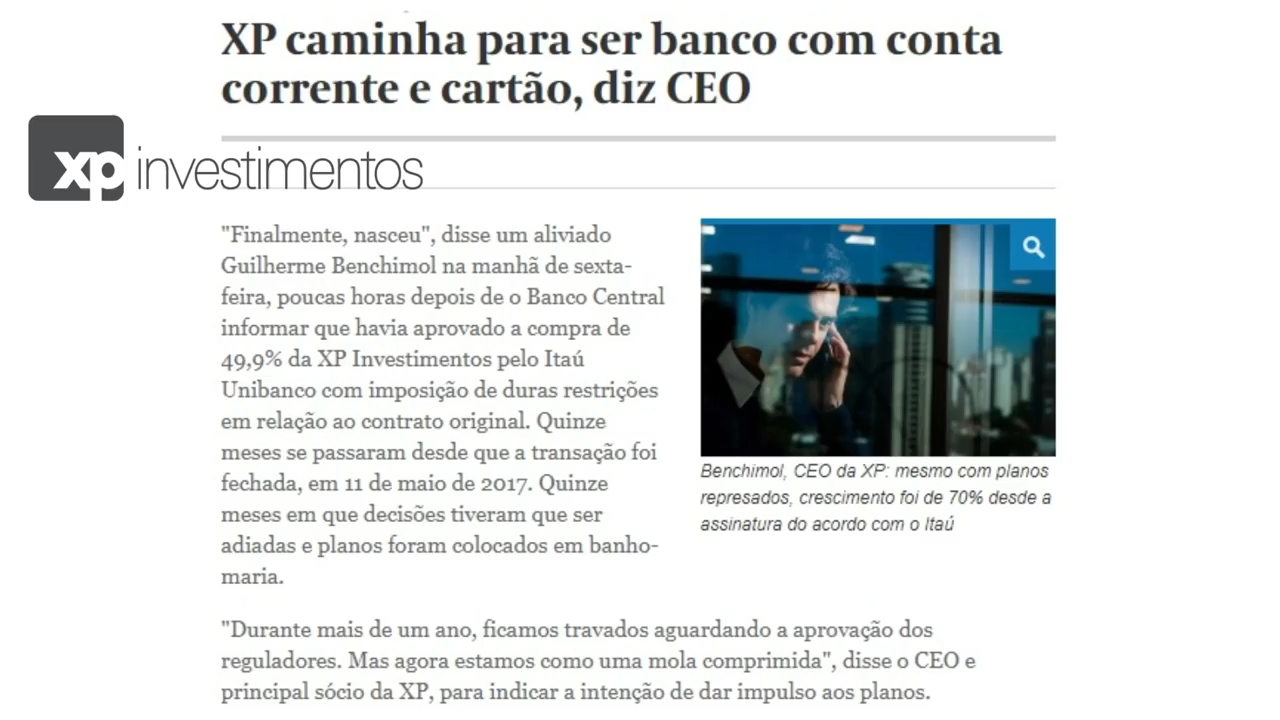 XP caminha para ser banco com conta
corrente e cartão, diz CEO
xp investimentos
"Finalmente, nasceu", disse um aliviado
Guilherme Benchimol na manhã de sexta-
feira, poucas horas depois de o Banco Central
informar que havia aprovado a compra de
49,9% da XP Investimentos pelo Itaú
Unibanco com imposição de duras restrições
em relação ao contrato original. Quinze
meses se passaram desde que a transação foi
fechada, em 11 de maio de 2017. Quinze
meses em que decisões tiveram que ser
adiadas e planos foram colocados em banho-
maria.
Benchimol, CEO da XP: mesmo com planos
represados, crescimento foi de 70% desde a
assinatura do acordo com o Itaú
"Durante mais de um ano, ficamos travados aguardando a aprovação dos
reguladores. Mas agora estamos como uma mola comprimida", disse o CEO e
principal sócio da XP, para indicar a intenção de dar impulso aos planos.